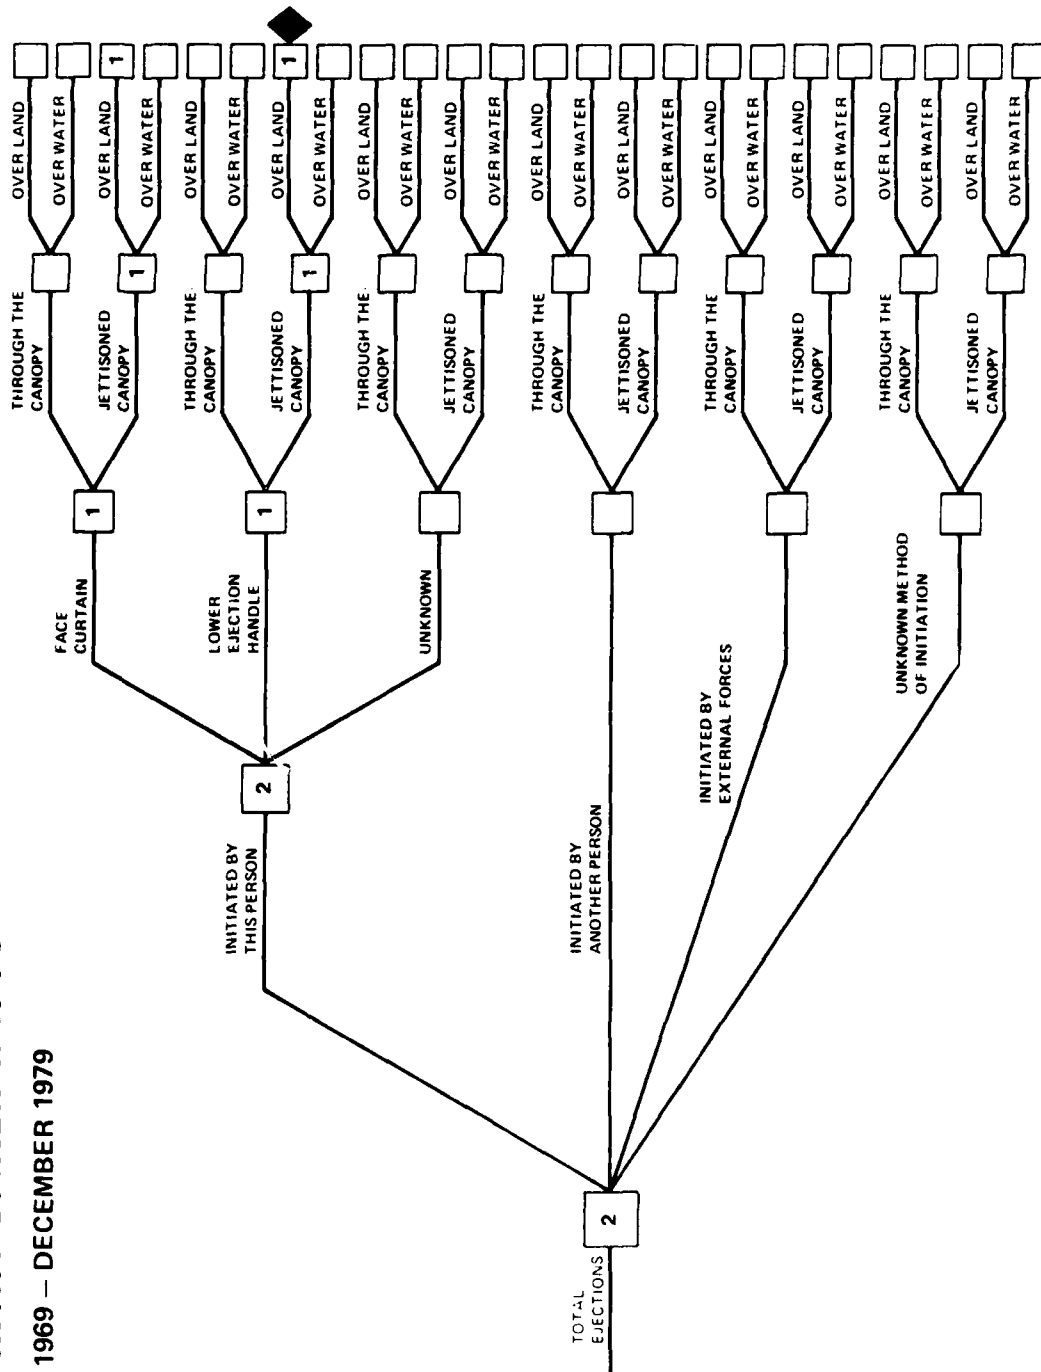 1969 – DECEMBER 1979
TOTAL
EJECTIONS
2
INITIATED BY
THIS PERSON
2
INITIATED BY
ANOTHER PERSON
INITIATED BY
EXTERNAL FORCES
UNKNOWN METHOD
OF INITIATION
FACE
CURTAIN
1
LOWER
EJECTION
HANDLE
1
UNKNOWN
THROUGH THE
CANOPY
JETTISONED
CANOPY
1
THROUGH THE
CANOPY
JETTISONED
CANOPY
1
THROUGH THE
CANOPY
JETTISONED
CANOPY
THROUGH THE
CANOPY
JETTISONED
CANOPY
THROUGH THE
CANOPY
JETTISONED
CANOPY
THROUGH THE
CANOPY
JETTISONED
CANOPY
OVER LAND
OVER WATER
OVER LAND
1
OVER WATER
OVER LAND
OVER WATER
OVER LAND
1
OVER WATER
OVER LAND
OVER WATER
OVER LAND
OVER WATER
OVER LAND
OVER WATER
OVER LAND
OVER WATER
OVER LAND
OVER WATER
OVER LAND
OVER WATER
OVER LAND
OVER WATER
OVER LAND
OVER WATER